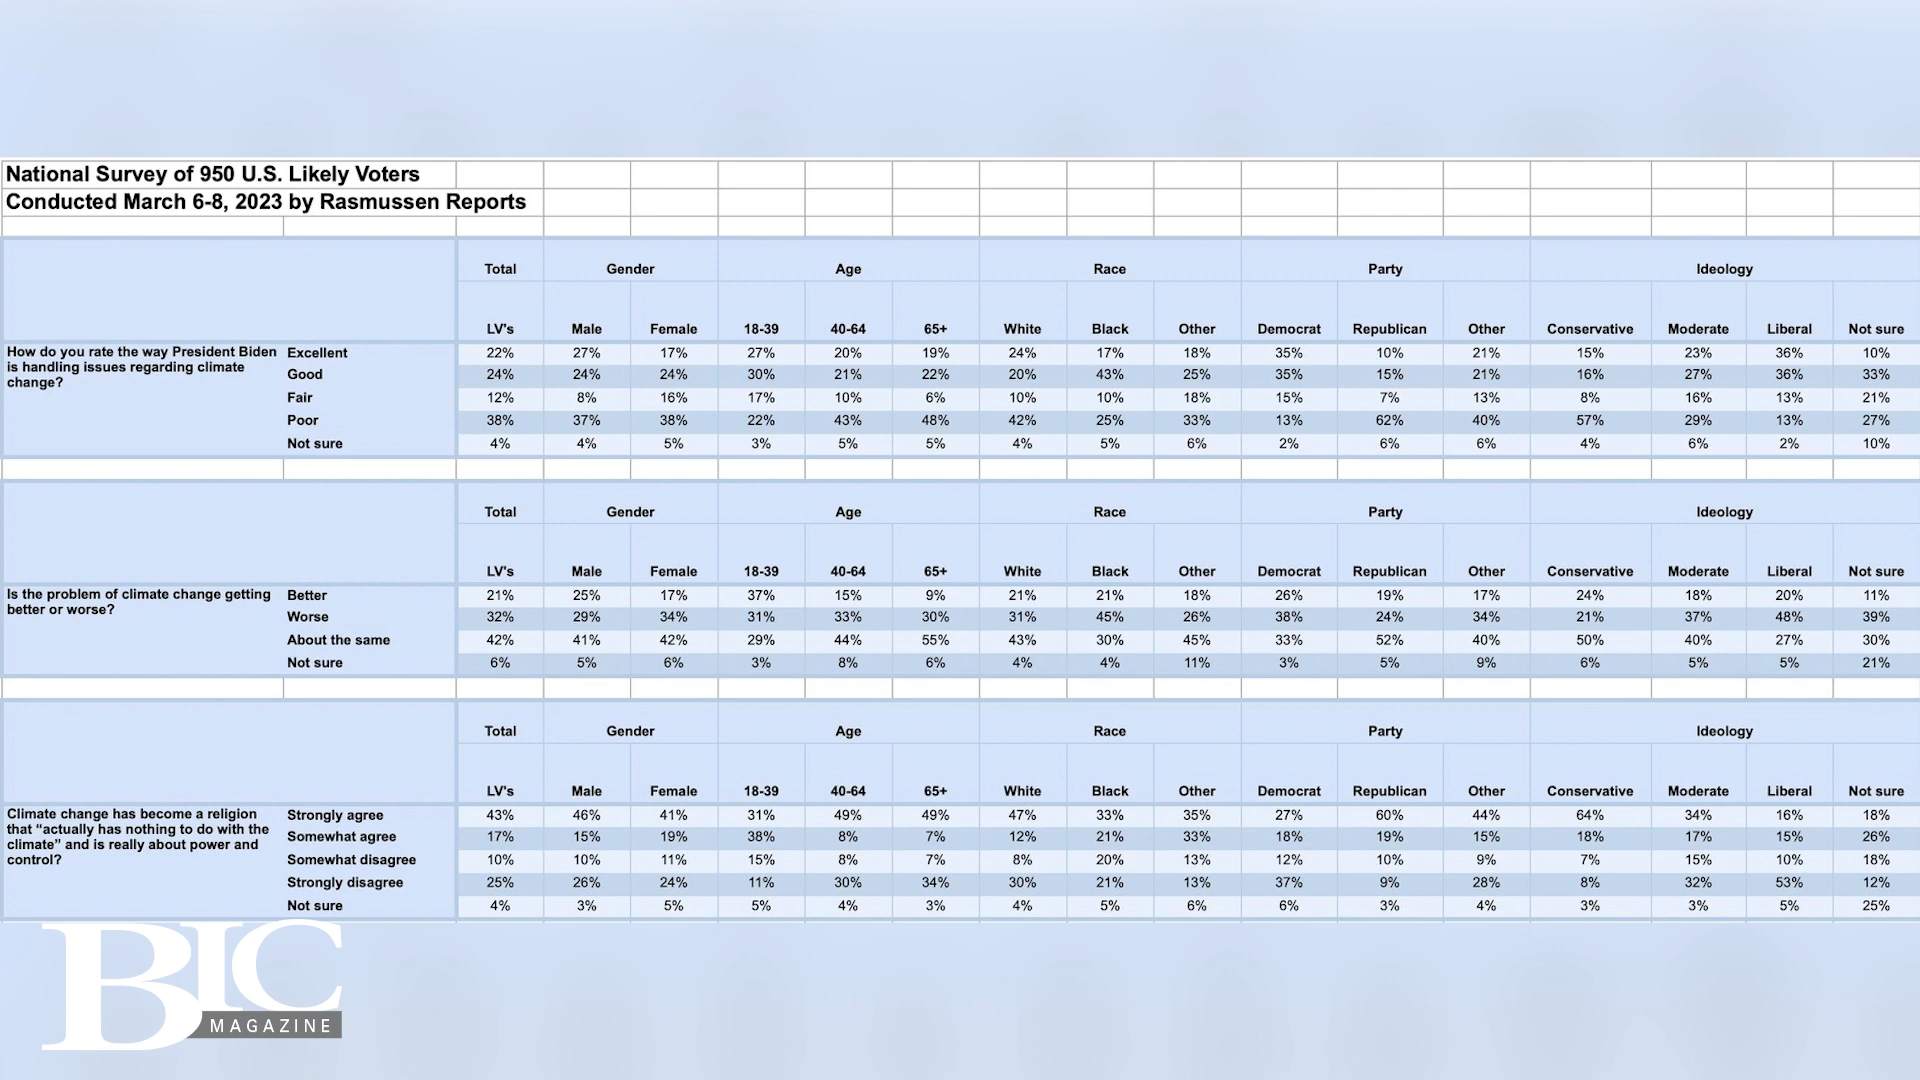 National Survey of 950 U.S. Likely Voters
Conducted March 6-8, 2023 by Rasmussen Reports
Total Gender Age Race Party Ideology
LV's Male Female 18-39 40-64 65+ White Black Other Democrat Republican Other Conservative Moderate Liberal Not sure
How do you rate the way President Biden
is handling issues regarding climate
change?
Excellent 22% 27% 17% 27% 20% 19% 24% 17% 18% 35% 10% 21% 15% 23% 36% 10%
Good 24% 24% 24% 30% 21% 22% 20% 43% 25% 35% 15% 21% 16% 27% 36% 33%
Fair 12% 8% 16% 17% 10% 6% 10% 10% 18% 15% 7% 13% 8% 16% 13% 21%
Poor 38% 37% 38% 22% 43% 48% 42% 25% 33% 13% 62% 40% 57% 29% 13% 27%
Not sure 4% 4% 5% 3% 5% 5% 4% 5% 6% 2% 6% 6% 4% 6% 2% 10%
Total Gender Age Race Party Ideology
LV's Male Female 18-39 40-64 65+ White Black Other Democrat Republican Other Conservative Moderate Liberal Not sure
Is the problem of climate change getting
better or worse?
Better 21% 25% 17% 37% 15% 9% 21% 21% 18% 26% 19% 17% 24% 18% 20% 11%
Worse 32% 29% 34% 31% 33% 30% 31% 45% 26% 38% 24% 34% 21% 37% 48% 39%
About the same 42% 41% 42% 29% 44% 55% 43% 30% 45% 33% 52% 40% 50% 40% 27% 30%
Not sure 6% 5% 6% 3% 8% 6% 4% 4% 11% 3% 5% 9% 6% 5% 5% 21%
Total Gender Age Race Party Ideology
LV's Male Female 18-39 40-64 65+ White Black Other Democrat Republican Other Conservative Moderate Liberal Not sure
Climate change has become a religion
that “actually has nothing to do with the
climate” and is really about power and
control?
Strongly agree 43% 46% 41% 31% 49% 49% 47% 33% 35% 27% 60% 44% 64% 34% 16% 18%
Somewhat agree 17% 15% 19% 38% 8% 7% 12% 21% 33% 18% 19% 15% 18% 17% 15% 26%
Somewhat disagree 10% 10% 11% 15% 8% 7% 8% 20% 13% 12% 10% 9% 7% 15% 10% 18%
Strongly disagree 25% 26% 24% 11% 30% 34% 30% 21% 13% 37% 9% 28% 8% 32% 53% 12%
Not sure 4% 3% 5% 5% 4% 3% 4% 5% 6% 6% 3% 4% 3% 3% 5% 25%
BIC
MAGAZINE